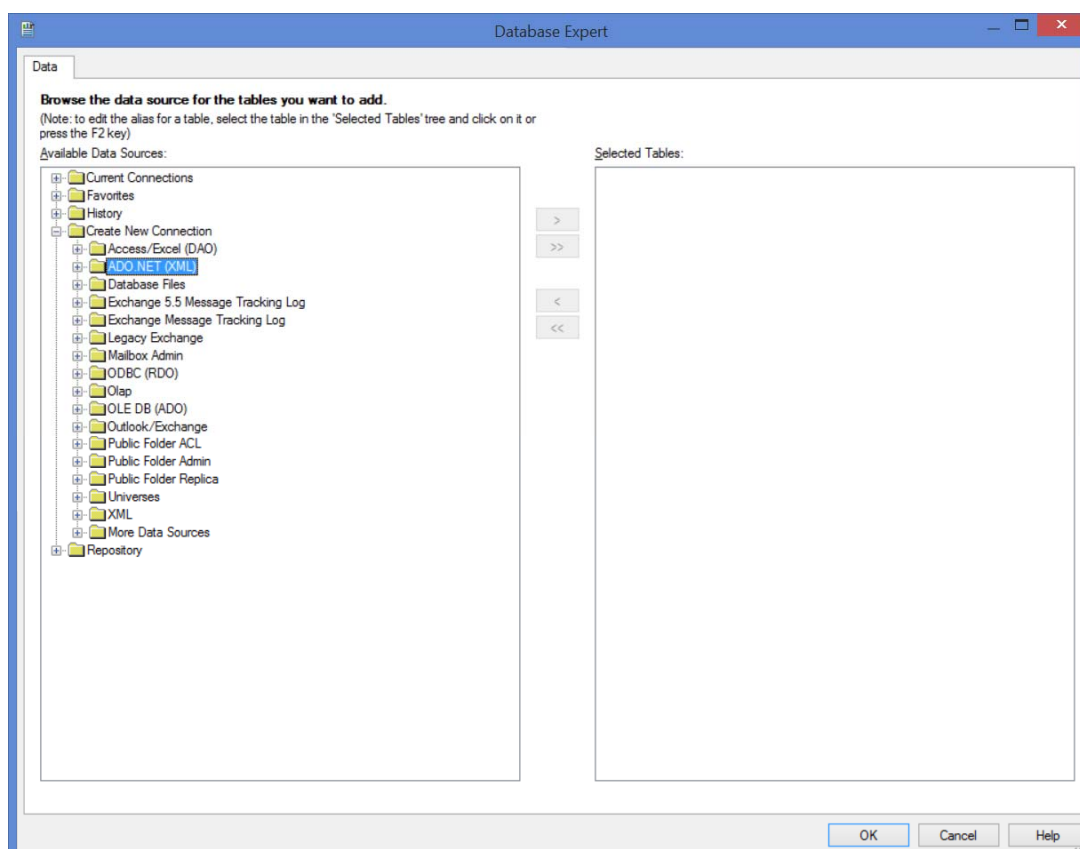 Database Expert
Data
Browse the data source for the tables you want to add.
(Note: to edit the alias for a table, select the table in the 'Selected Tables' tree and click on it or
press the F2 key)
Available Data Sources:
Current Connections
Favorites
History
Create New Connection
Access/Excel (DAO)
ADO.NET (XML)
Database Files
Exchange 5.5 Message Tracking Log
Exchange Message Tracking Log
Legacy Exchange
Mailbox Admin
ODBC (RDO)
Olap
OLE DB (ADO)
Outlook/Exchange
Public Folder ACL
Public Folder Admin
Public Folder Replica
Universes
XML
More Data Sources
Repository
>
>>
<
<<
Selected Tables:
OK
Cancel
Help